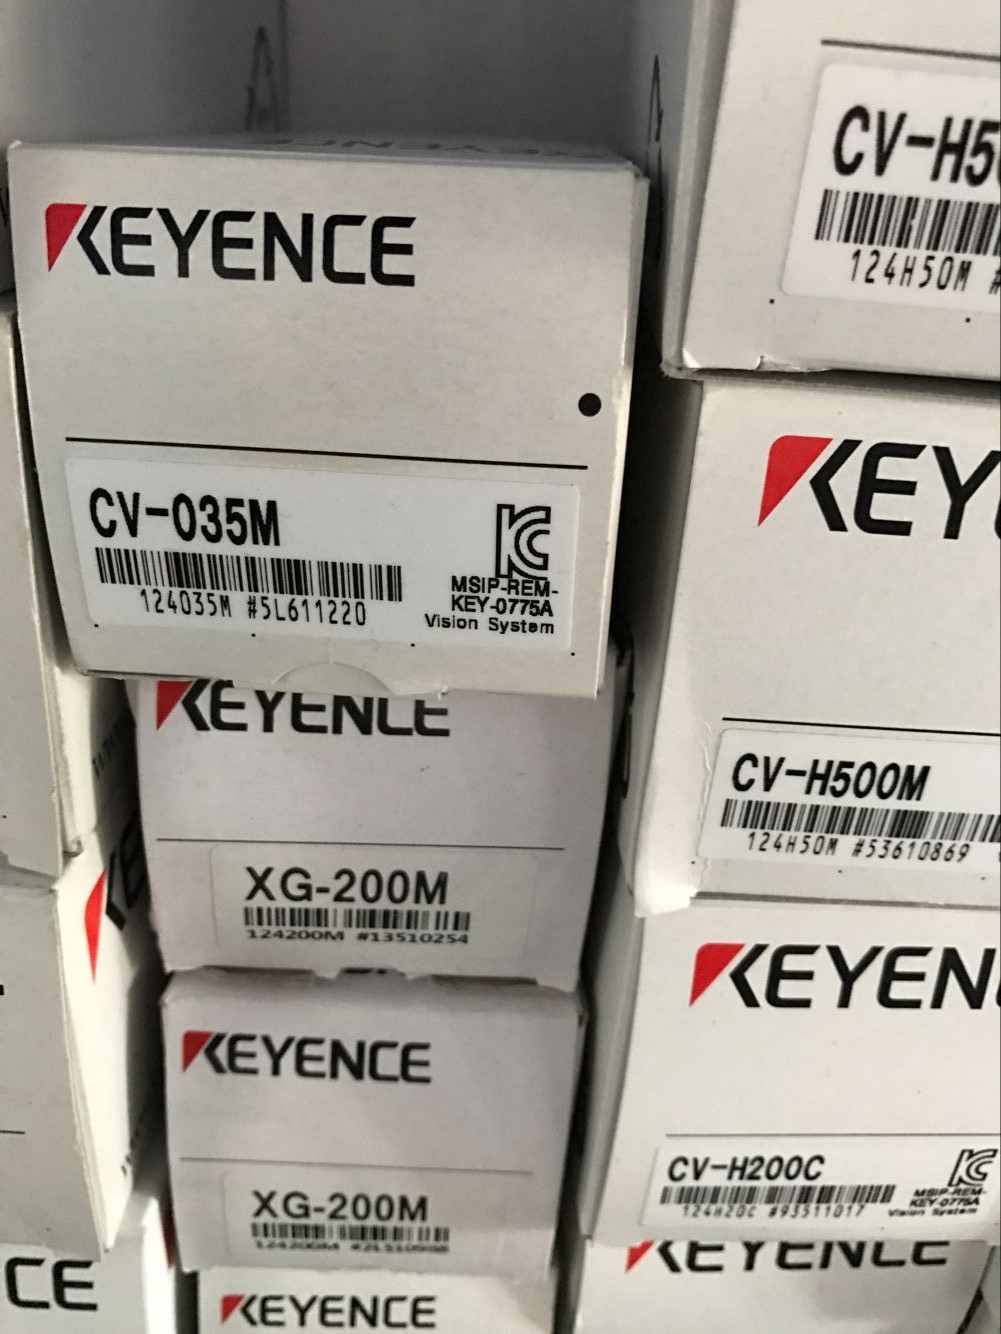 KEYENCE
CV-035M
124035M #5L611220
MSIP-REM-
KEY-0775A
Vision System
KEYENCE
XG-200M
124200M #13510254
KEYENCE
XG-200M
KEYENCE
CV-H50
124H50M #
KEY
CV-H500M
124H50M #53610869
KEYEN
CV-H200C
124H20C #93511017
MSIP-REM-
KEY-0775A
Vision System
KEYENCE
CE